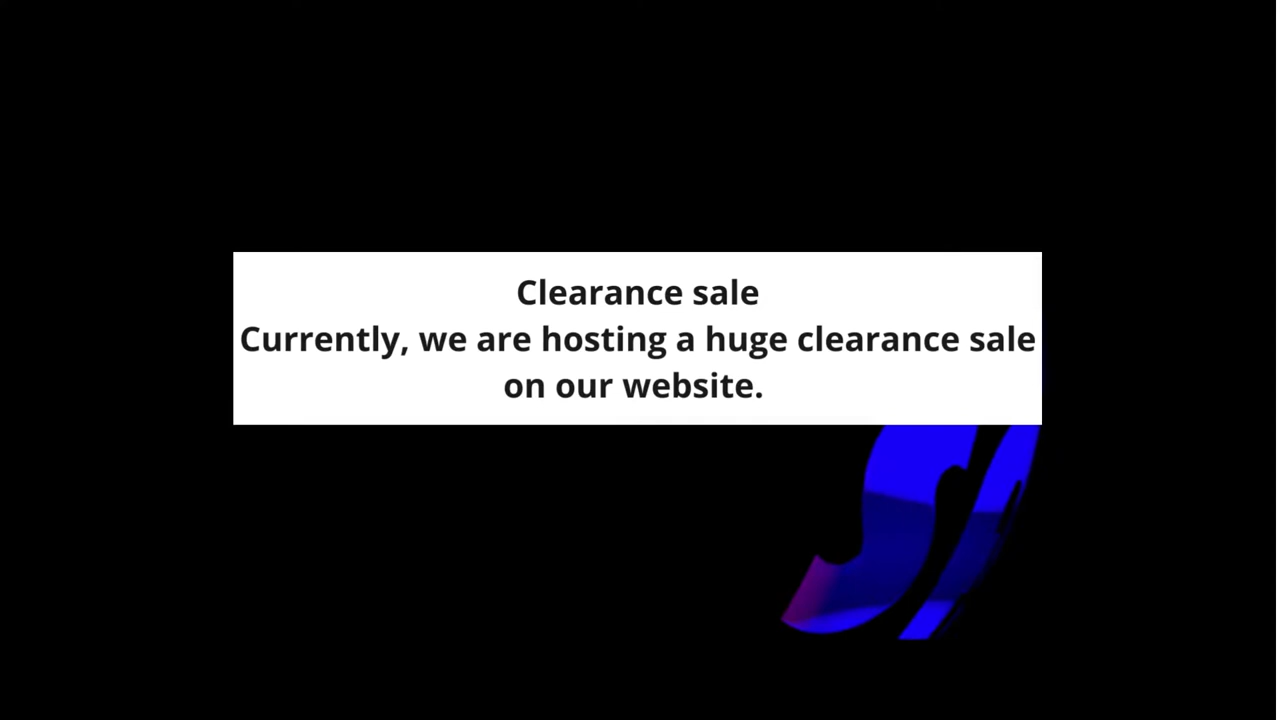 Clearance sale
Currently, we are hosting a huge clearance sale
on our website.